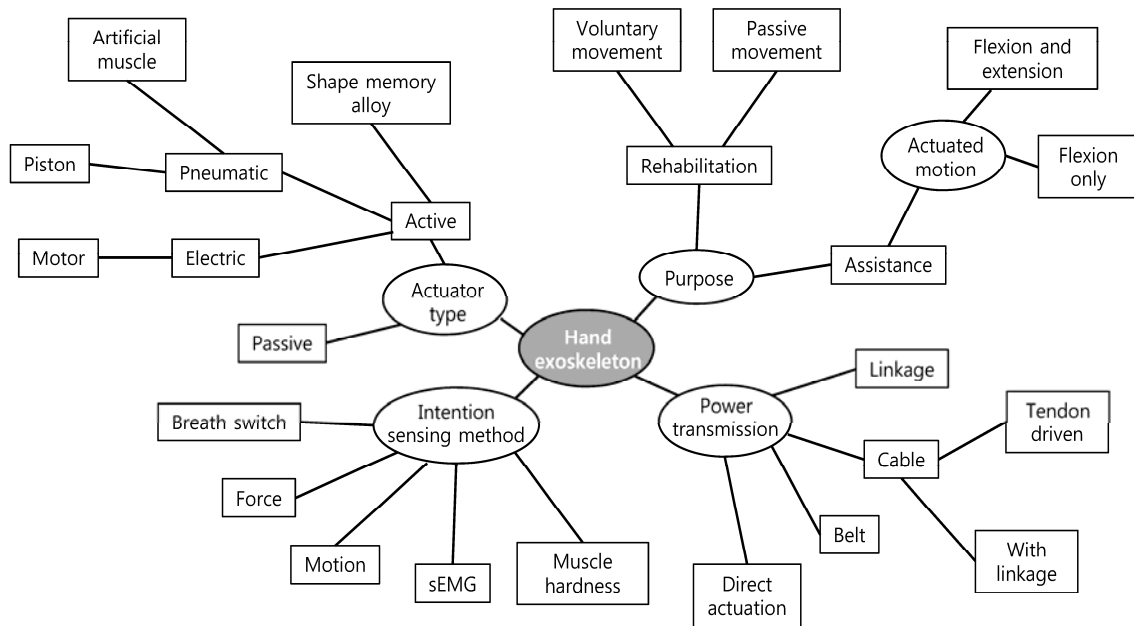 Artificial
muscle
Shape memory
alloy
Piston
Pneumatic
Active
Motor
Electric
Actuator
type
Passive
Voluntary
movement
Passive
movement
Flexion and
extension
Rehabilitation
Actuated
motion
Flexion
only
Purpose
Assistance
Hand
exoskeleton
Breath switch
Intention
sensing method
Force
Motion
sEMG
Muscle
hardness
Power
transmission
Linkage
Tendon
driven
Cable
Belt
With
linkage
Direct
actuation